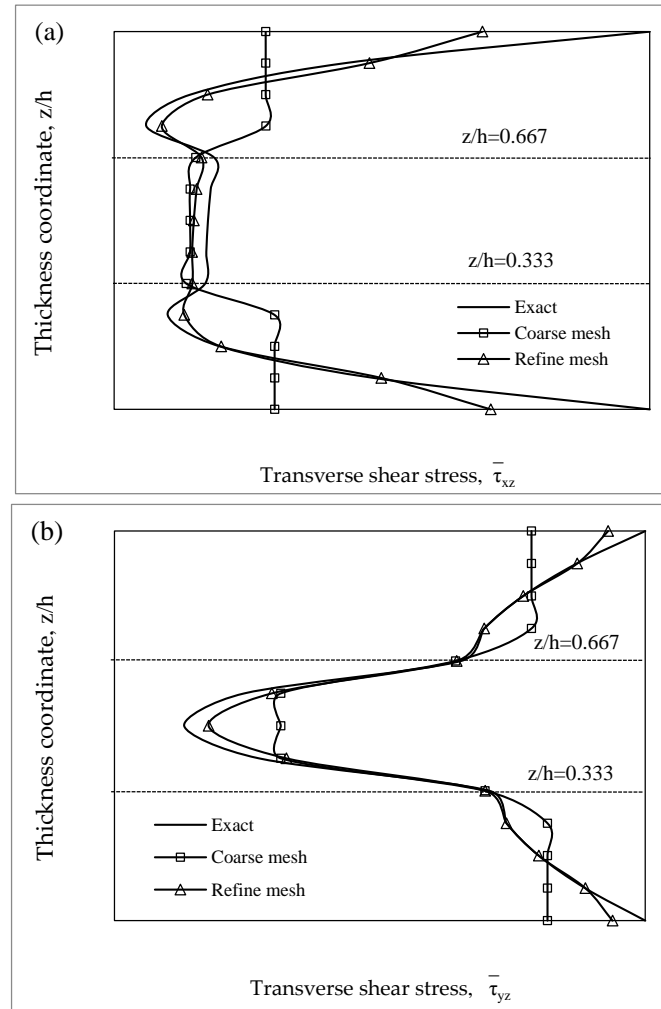 (a)
Thickness coordinate, z/h
z/h=0.667
z/h=0.333
Exact
Coarse mesh
Refine mesh
Transverse shear stress, τ̅xz
(b)
Thickness coordinate, z/h
z/h=0.667
z/h=0.333
Exact
Coarse mesh
Refine mesh
Transverse shear stress, τ̅yz